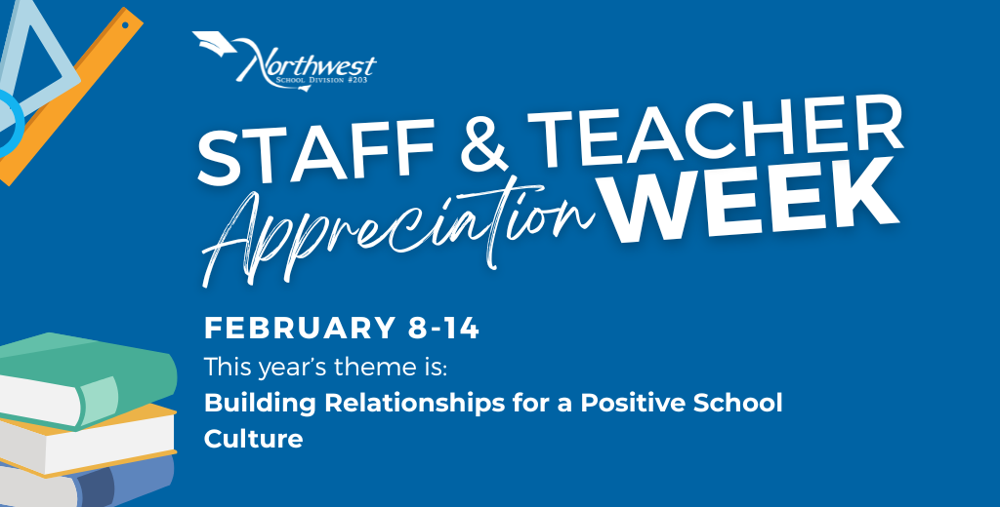 Northwest
SCHOOL DIVISION #203
STAFF & TEACHER
Appreciation WEEK
FEBRUARY 8-14
This year's theme is:
Building Relationships for a Positive School
Culture